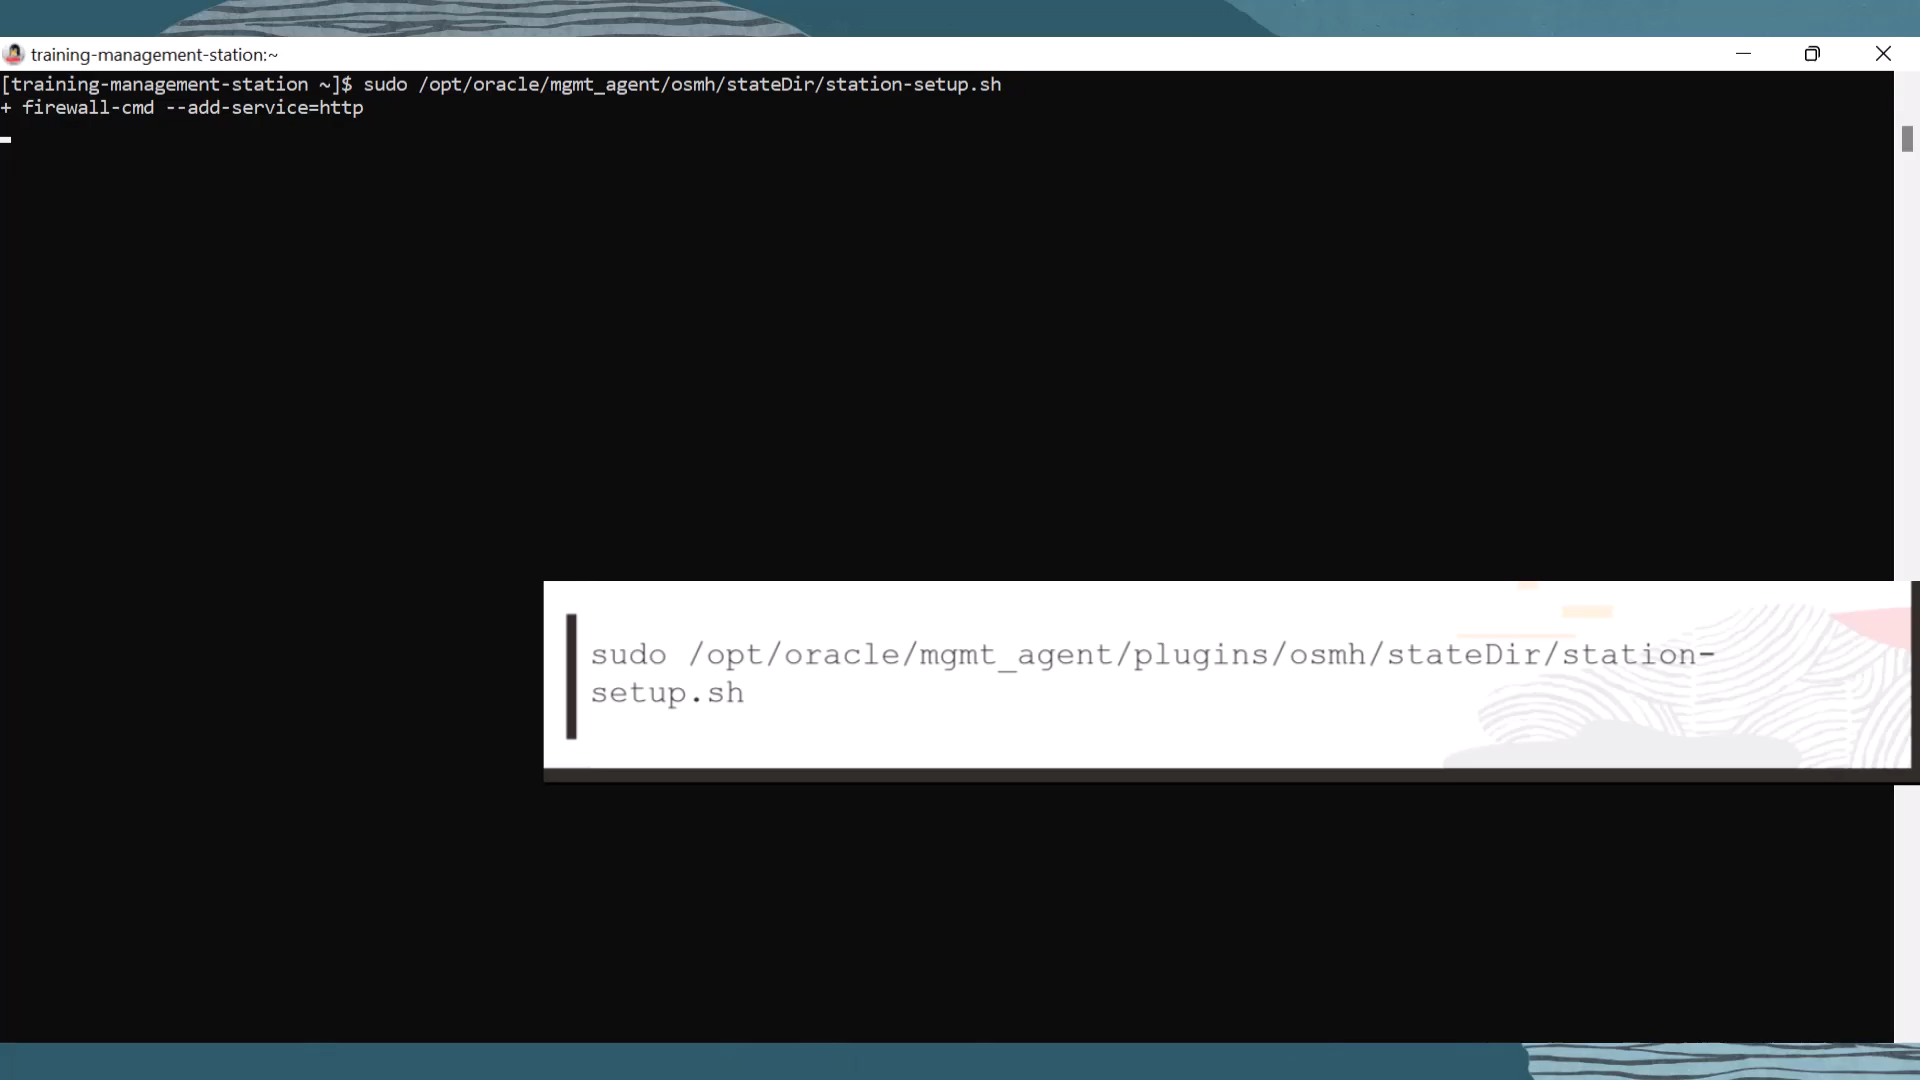 training-management-station:~
[training-management-station ~]$ sudo /opt/oracle/mgmt_agent/osmh/stateDir/station-setup.sh
+ firewall-cmd --add-service=http
sudo /opt/oracle/mgmt_agent/plugins/osmh/stateDir/station-
setup.sh